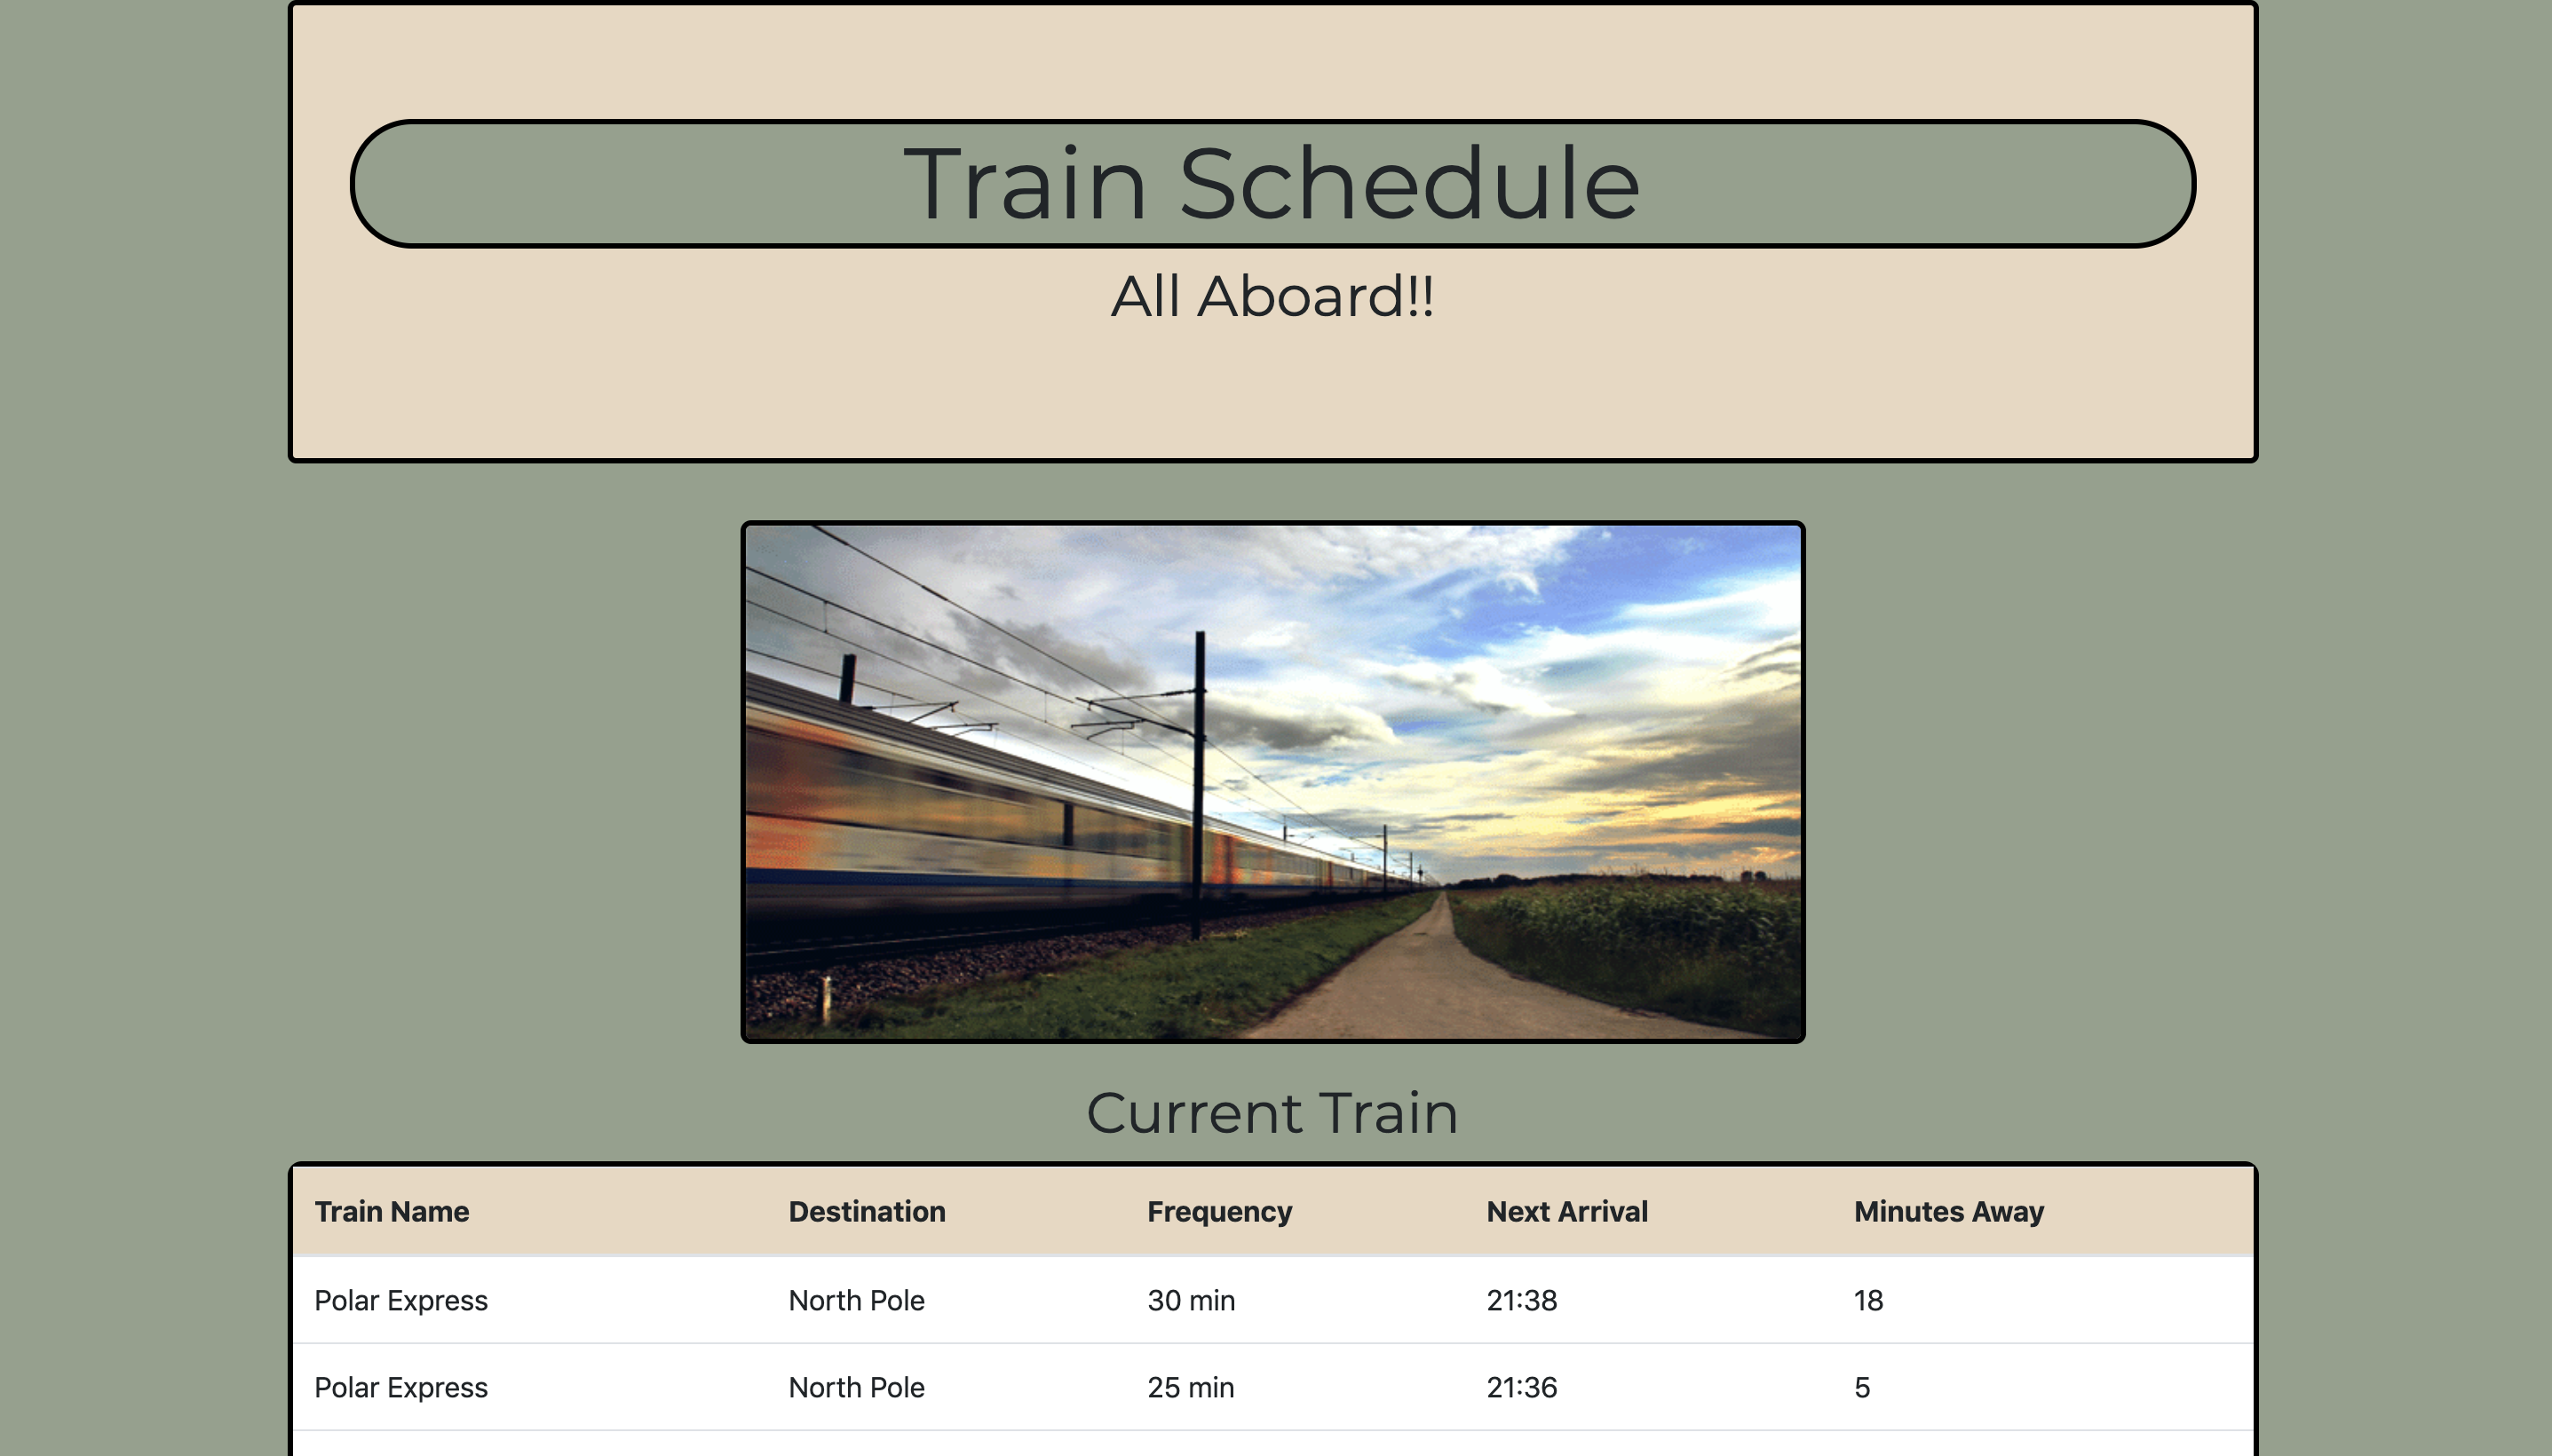 Train Schedule
All Aboard!!
Current Train
Train Name Destination Frequency Next Arrival Minutes Away
Polar Express North Pole 30 min 21:38 18
Polar Express North Pole 25 min 21:36 5